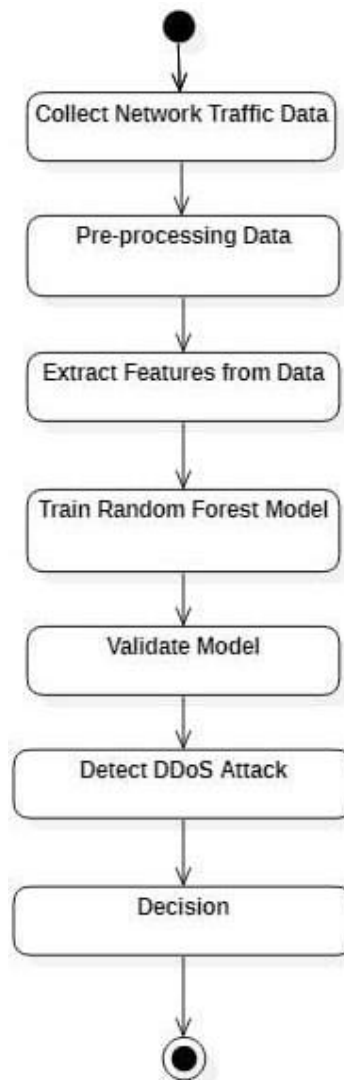 Collect Network Traffic Data
Pre-processing Data
Extract Features from Data
Train Random Forest Model
Validate Model
Detect DDoS Attack
Decision